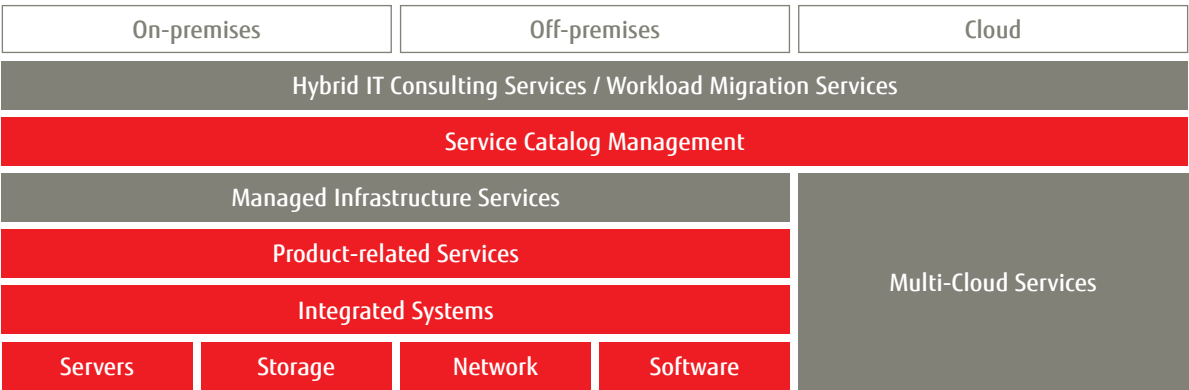 On-premises
Off-premises
Cloud
Hybrid IT Consulting Services / Workload Migration Services
Service Catalog Management
Managed Infrastructure Services
Product-related Services
Integrated Systems
Servers
Storage
Network
Software
Multi-Cloud Services